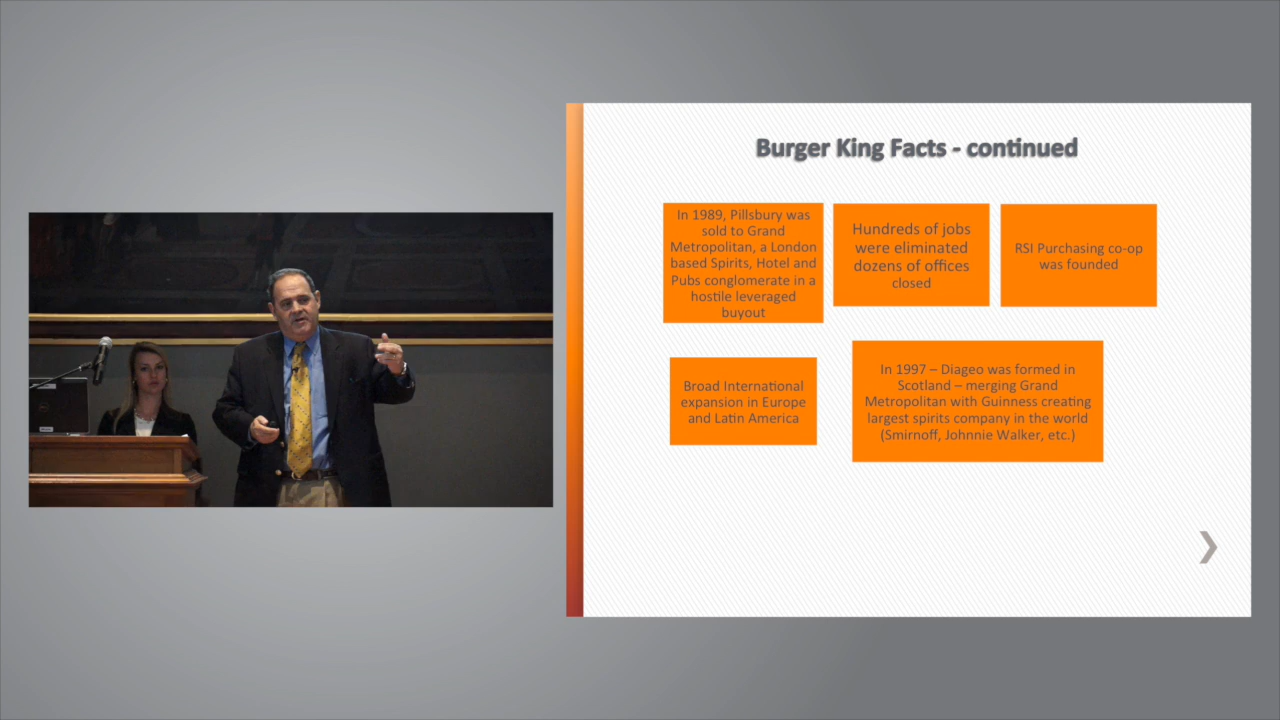 Burger King Facts - continued
In 1989, Pillsbury was
sold to Grand
Metropolitan, a London
based Spirits, Hotel and
Pubs conglomerate in a
hostile leveraged
buyout
Hundreds of jobs
were eliminated
dozens of offices
closed
RSI Purchasing co-op
was founded
Broad International
expansion in Europe
and Latin America
In 1997 – Diageo was formed in
Scotland – merging Grand
Metropolitan with Guinness creating
largest spirits company in the world
(Smirnoff, Johnnie Walker, etc.)